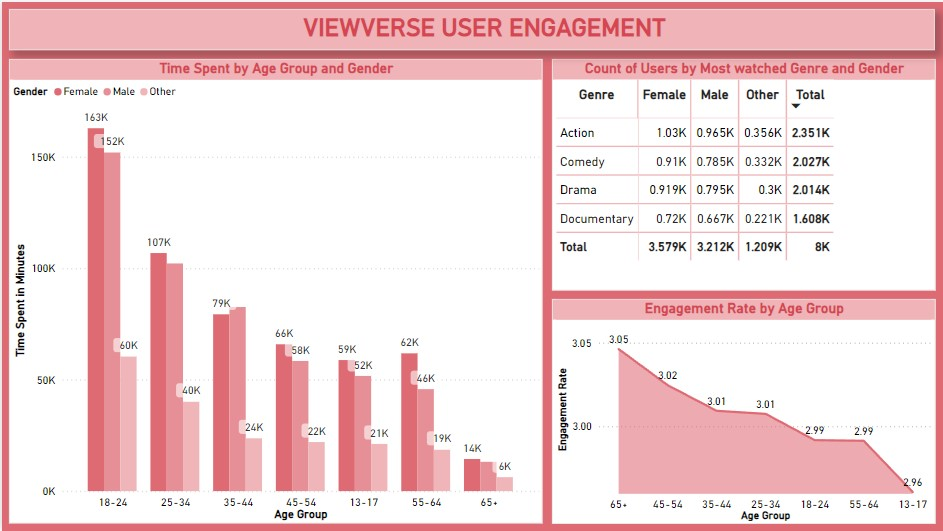 VIEWVERSE USER ENGAGEMENT
Time Spent by Age Group and Gender
Gender Female Male Other
163K
152K
150K
107K
100K
79K
66K
58K
59K
52K
62K
46K
60K
50K
40K
24K
22K
21K
19K
14K
6K
0K
18-24 25-34 35-44 45-54 13-17 55-64 65+
Age Group
Time Spent in Minutes
Count of Users by Most watched Genre and Gender
Genre Female Male Other Total
Action 1.03K 0.965K 0.356K 2.351K
Comedy 0.91K 0.785K 0.332K 2.027K
Drama 0.919K 0.795K 0.3K 2.014K
Documentary 0.72K 0.667K 0.221K 1.608K
Total 3.579K 3.212K 1.209K 8K
Engagement Rate by Age Group
3.05 3.05
3.02
3.01 3.01
3.00 2.99 2.99
2.96
65+ 45-54 35-44 25-34 18-24 55-64 13-17
Age Group
Engagement Rate